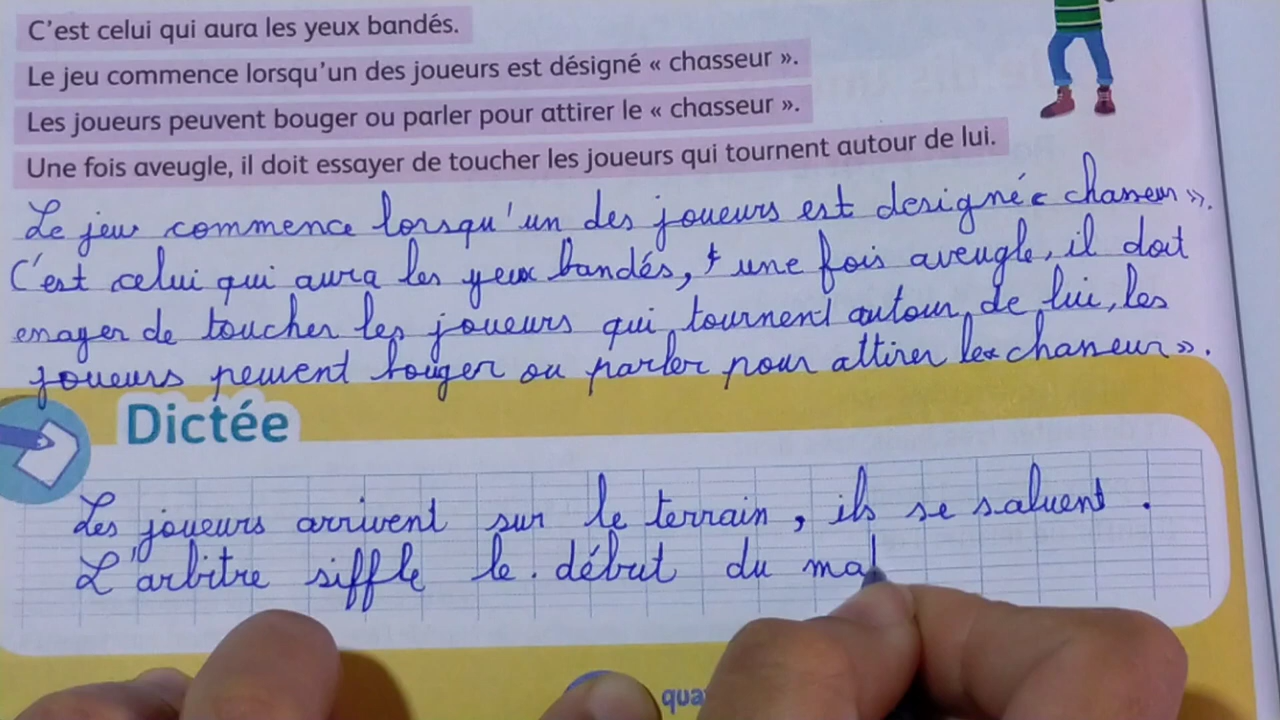 C'est celui qui aura les yeux bandés.
Le jeu commence lorsqu'un des joueurs est désigné « chasseur ».
Les joueurs peuvent bouger ou parler pour attirer le « chasseur ».
Une fois aveugle, il doit essayer de toucher les joueurs qui tournent autour de lui.
Le jeu commence lorsqu'un des joueurs est designé « chasseur ».
C'est celui qui aura les yeux bandés, une fois aveugle, il doit
essayer de toucher les joueurs qui tournent autour de lui, les
joueurs peuvent bouger ou parler pour attirer le « chasseur ».
Dictée
Les joueurs arrivent sur le terrain, ils se saluent.
L'arbitre siffle le. début du ma
qua